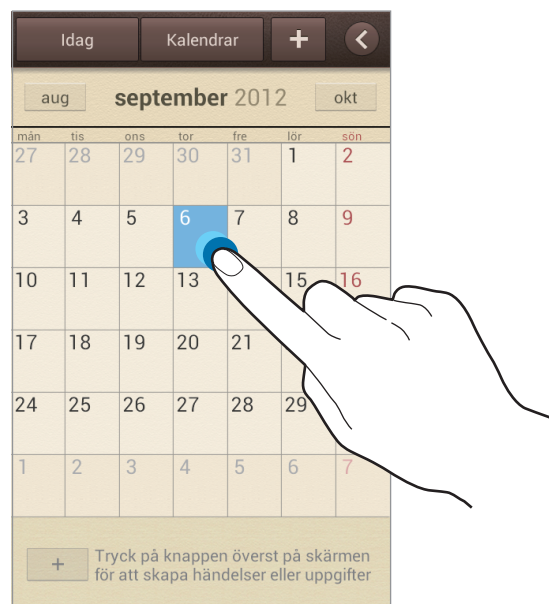 Idag Kalendrar +
aug september 2012 okt
mån tis ons tor fre lör sön
27 28 29 30 31 1 2
3 4 5 6 7 8 9
10 11 12 13 15 16
17 18 19 20 21
24 25 26 27 28 29
1 2 3 4 5 6 7
+ Tryck på knappen överst på skärmen
för att skapa händelser eller uppgifter